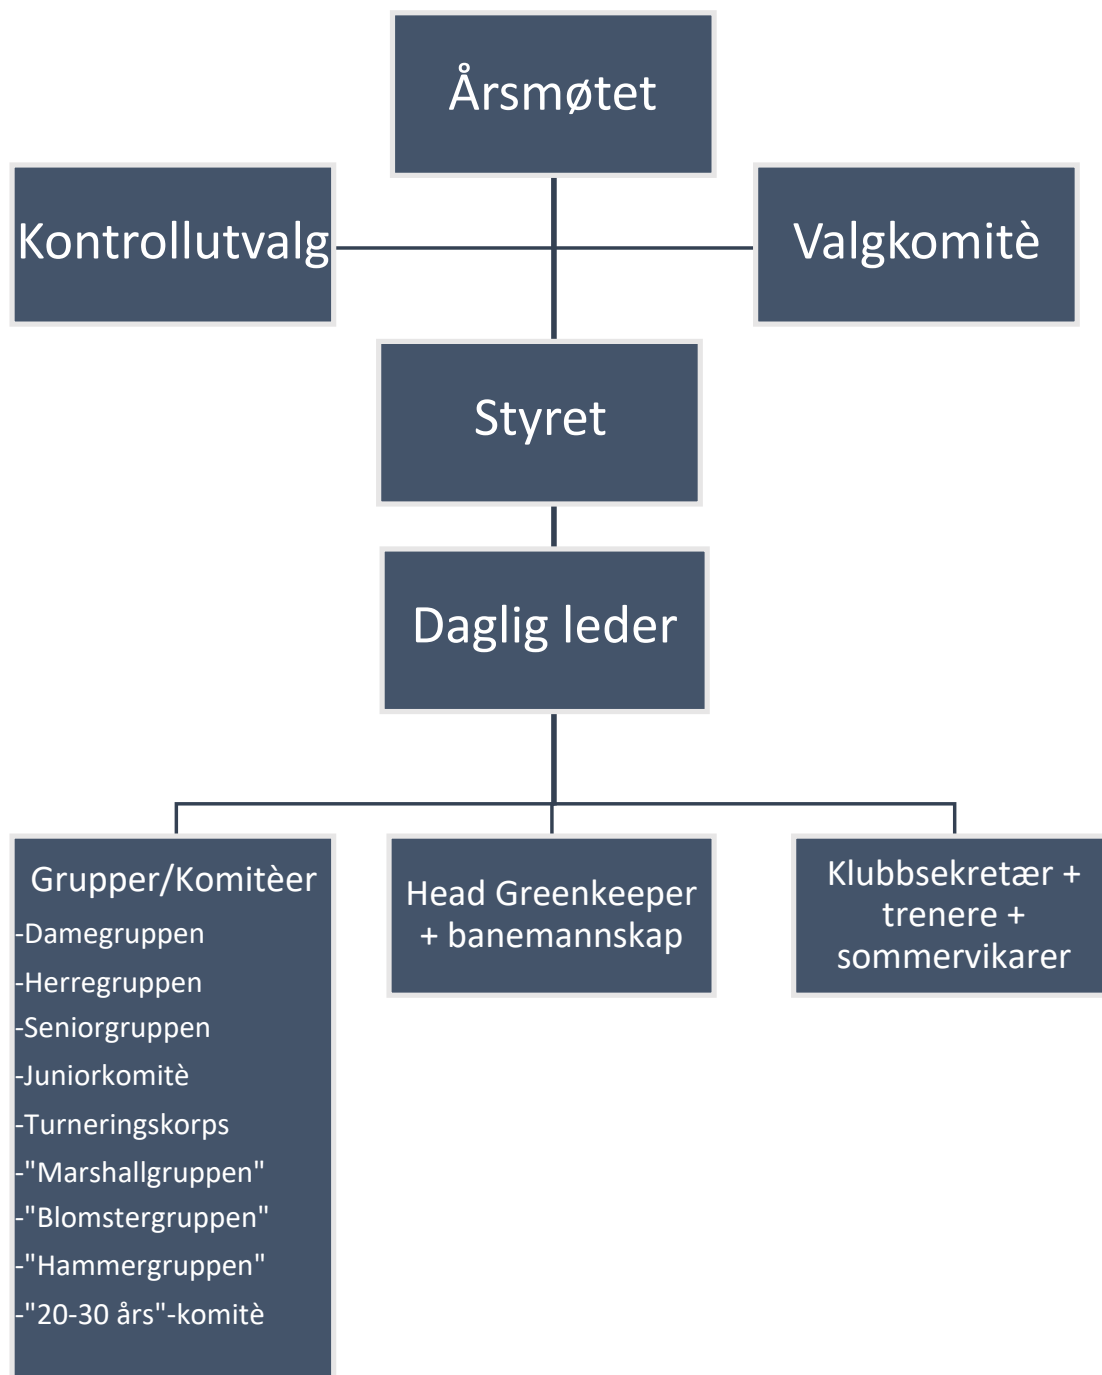 Årsmøtet
Kontrollutvalg
Valgkomitè
Styret
Daglig leder
Grupper/Komitèer
-Damegruppen
-Herregruppen
-Seniorgruppen
-Juniorkomitè
-Turneringskorps
-"Marshallgruppen"
-"Blomstergruppen"
-"Hammergruppen"
-"20-30 års"-komitè
Head Greenkeeper
+ banemannskap
Klubbsekretær +
trenere +
sommervikarer